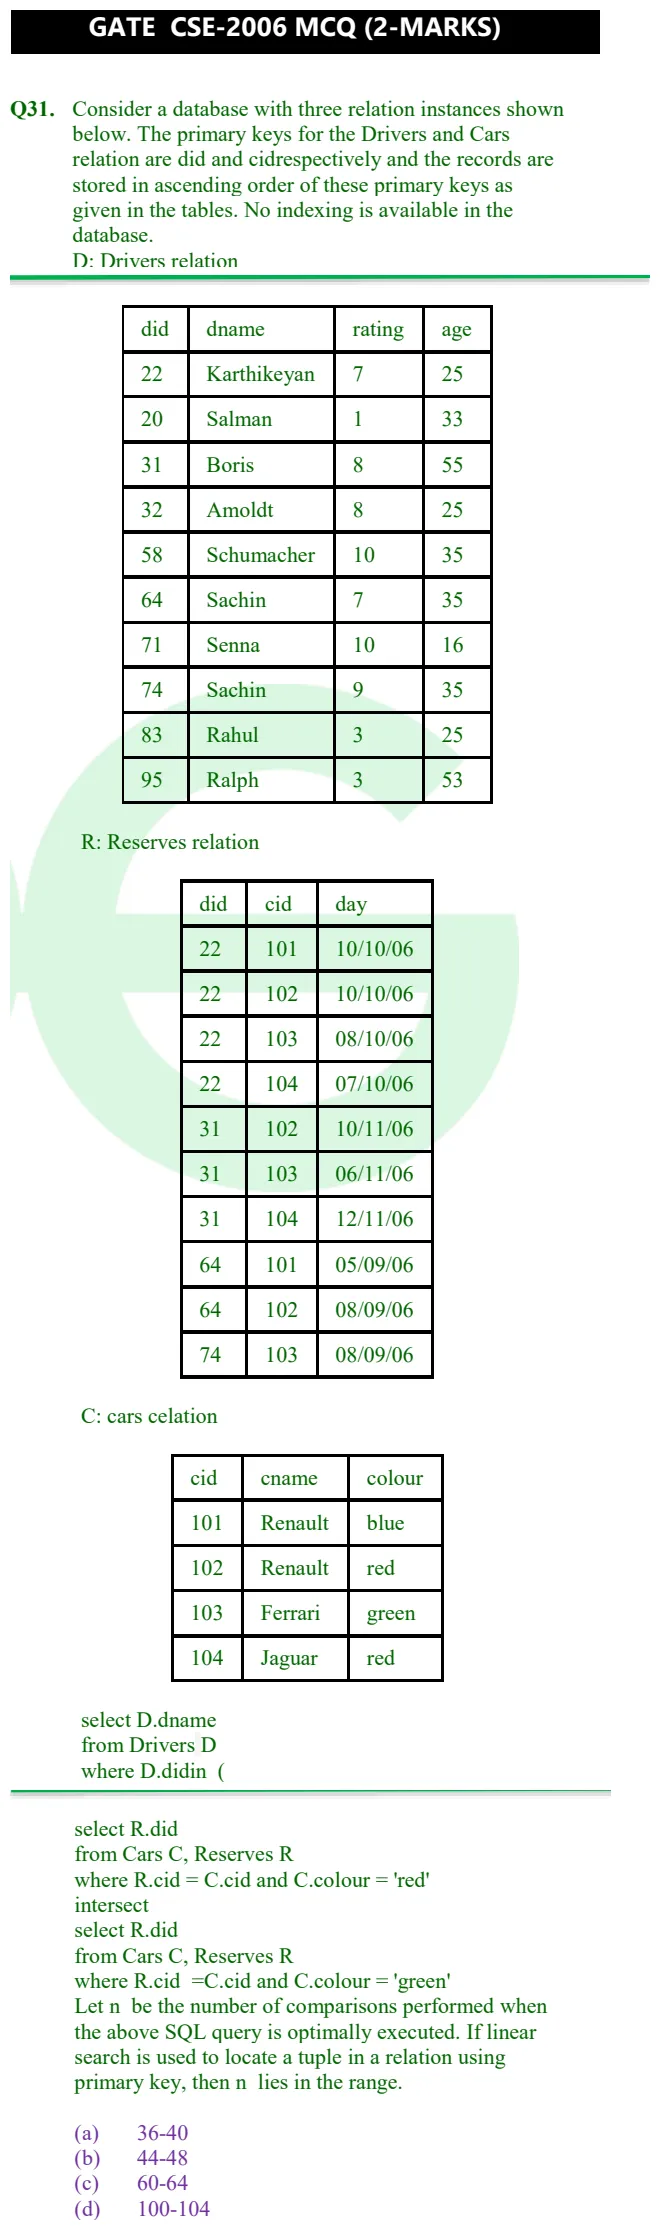 GATE CSE-2006 MCQ (2-MARKS)
Q31. Consider a database with three relation instances shown
below. The primary keys for the Drivers and Cars
relation are did and cidrespectively and the records are
stored in ascending order of these primary keys as
given in the tables. No indexing is available in the
database.
D: Drivers relation
did dname rating age
22 Karthikeyan 7 25
20 Salman 1 33
31 Boris 8 55
32 Amoldt 8 25
58 Schumacher 10 35
64 Sachin 7 35
71 Senna 10 16
74 Sachin 9 35
83 Rahul 3 25
95 Ralph 3 53
R: Reserves relation
did cid day
22 101 10/10/06
22 102 10/10/06
22 103 08/10/06
22 104 07/10/06
31 102 10/11/06
31 103 06/11/06
31 104 12/11/06
64 101 05/09/06
64 102 08/09/06
74 103 08/09/06
C: cars celation
cid cname colour
101 Renault blue
102 Renault red
103 Ferrari green
104 Jaguar red
select D.dname
from Drivers D
where D.didin (
select R.did
from Cars C, Reserves R
where R.cid = C.cid and C.colour = 'red'
intersect
select R.did
from Cars C, Reserves R
where R.cid =C.cid and C.colour = 'green'
Let n be the number of comparisons performed when
the above SQL query is optimally executed. If linear
search is used to locate a tuple in a relation using
primary key, then n lies in the range.
(a) 36-40
(b) 44-48
(c) 60-64
(d) 100-104